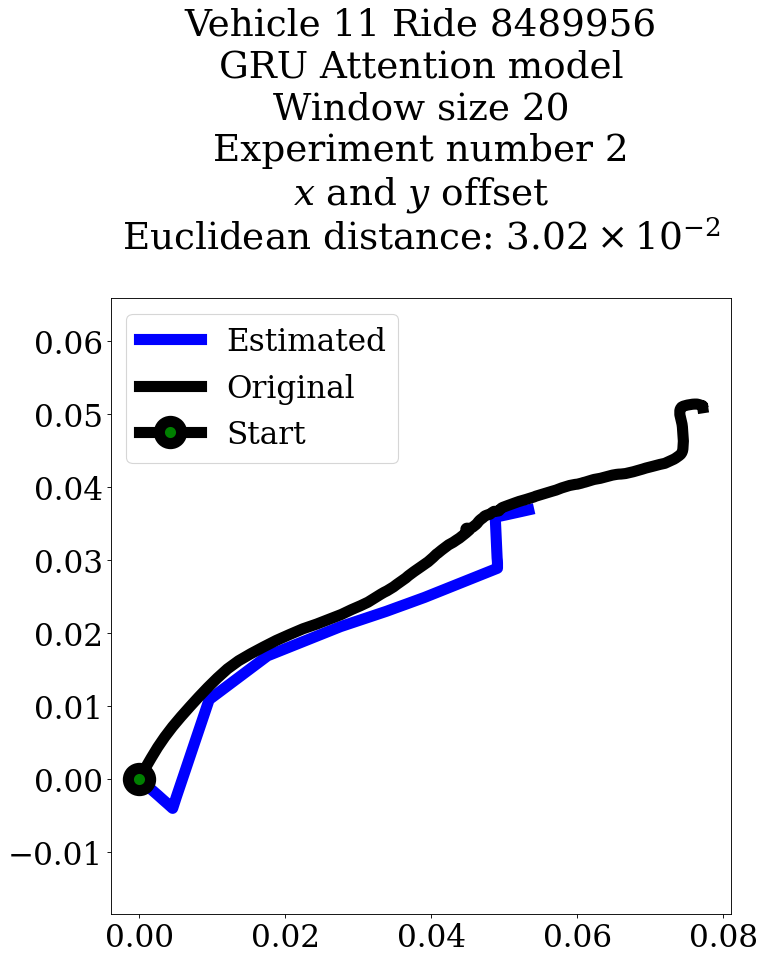 Vehicle 11 Ride 8489956
GRU Attention model
Window size 20
Experiment number 2
x and y offset
Euclidean distance: 3.02 × 10⁻²
Estimated
Original
Start
0.06
0.05
0.04
0.03
0.02
0.01
0.00
−0.01
0.00 0.02 0.04 0.06 0.08